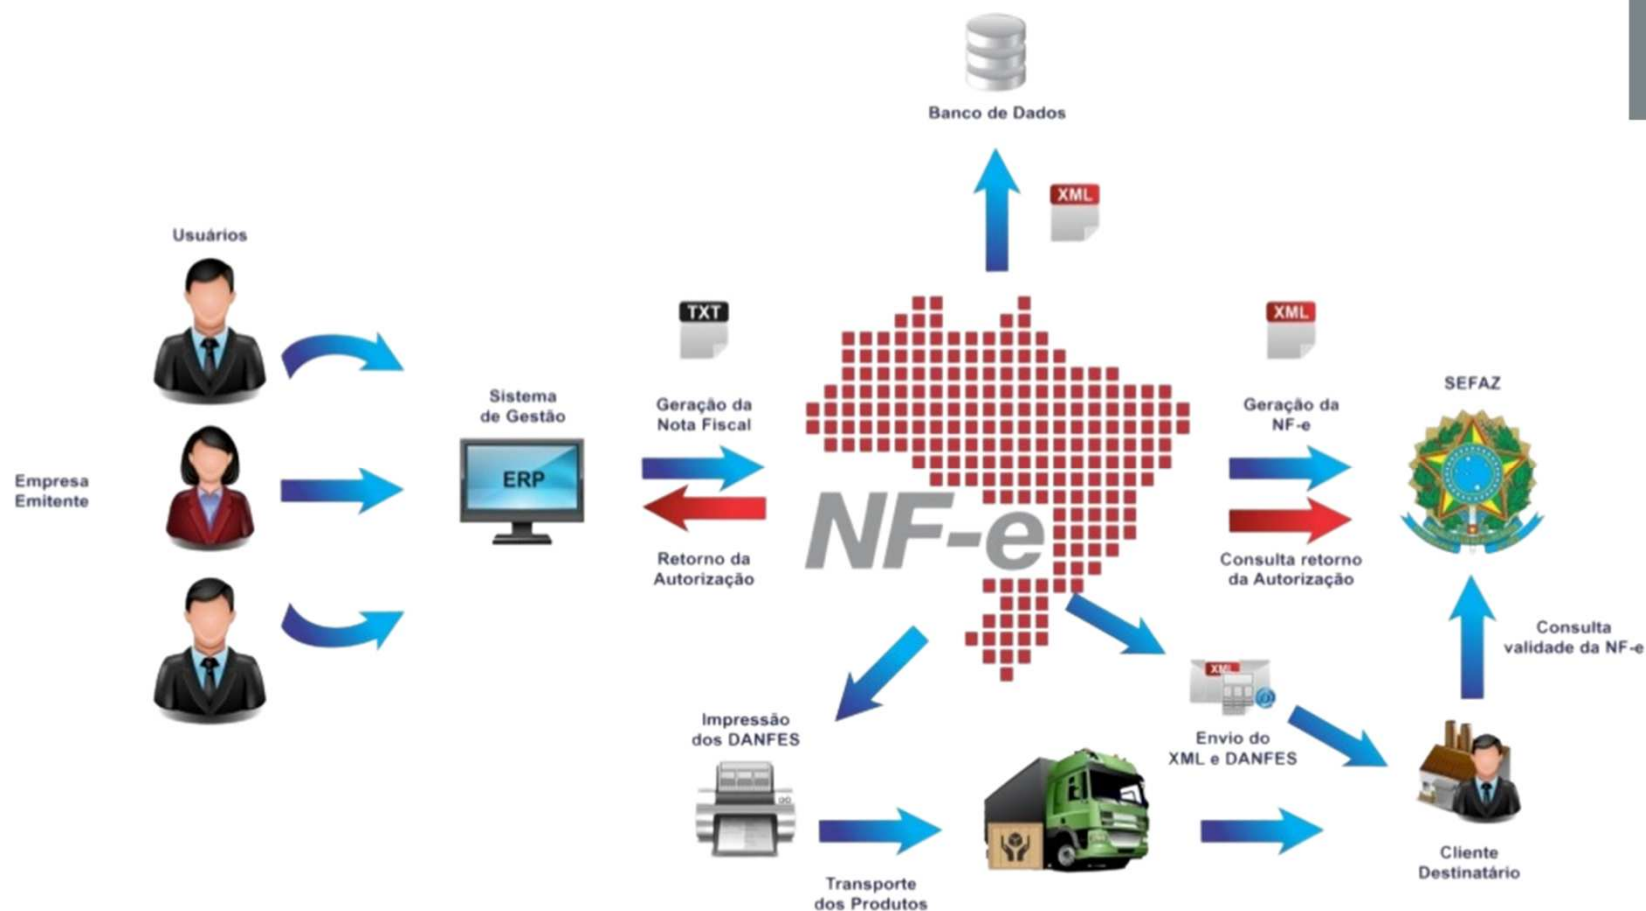 Banco de Dados
XML
Usuários
TXT
XML
SEFAZ
Sistema
de Gestão
Geração da
Nota Fiscal
Geração da
NF-e
ERP
Empresa
Emitente
NF-e
Retorno da
Autorização
Consulta retorno
da Autorização
Consulta
validade da NF-e
XML
@
Impressão
dos DANFES
Envio do
XML e DANFES
Cliente
Destinatário
Transporte
dos Produtos